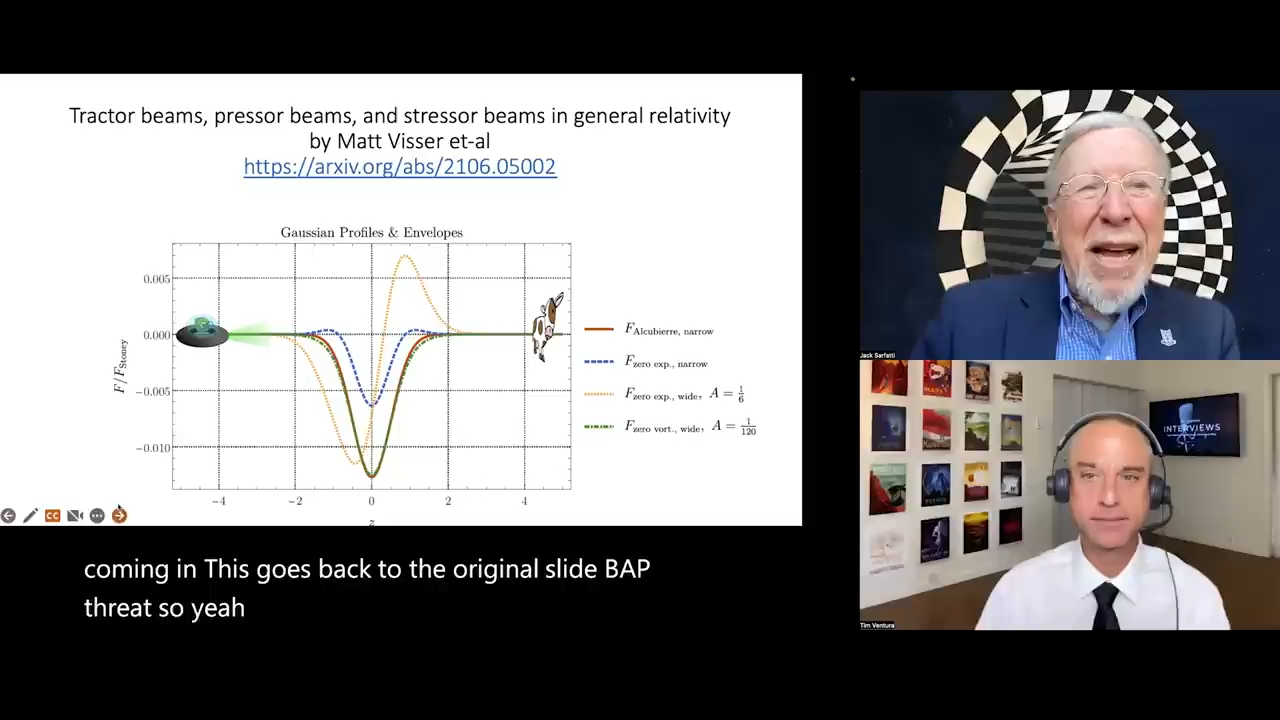 Tractor beams, pressor beams, and stressor beams in general relativity
by Matt Visser et-al
https://arxiv.org/abs/2106.05002
Gaussian Profiles & Envelopes
0.005
0.000
−0.005
−0.010
F/F_Stoney
−4
−2
0
2
4
z
F_Alcubierre, narrow
F_zero exp., narrow
F_zero exp., wide, A = 1/6
F_zero vort., wide, A = 1/120
CC
coming in This goes back to the original slide BAP
threat so yeah
Jack Sarfatti
INTERVIEWS
Tim Ventura